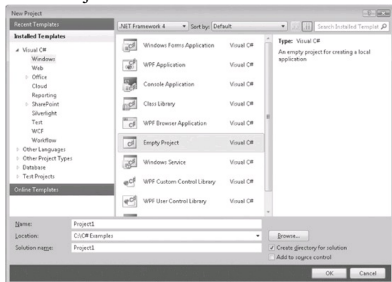 New Project
Recent Templates
.NET Framework 4
Sort by: Default
Search Installed Templat
Installed Templates
Visual C#
Windows
Web
Office
Cloud
Reporting
SharePoint
Silverlight
Test
WCF
Workflow
Other Languages
Other Project Types
Database
Test Projects
Online Templates
Windows Forms Application Visual C#
WPF Application Visual C#
Console Application Visual C#
Class Library Visual C#
WPF Browser Application Visual C#
Empty Project Visual C#
Windows Service Visual C#
WPF Custom Control Library Visual C#
WPF User Control Library Visual C#
Type: Visual C#
An empty project for creating a local
application
Name: Project1
Location: C:\C# Examples
Browse...
Solution name: Project1
Create directory for solution
Add to source control
OK Cancel